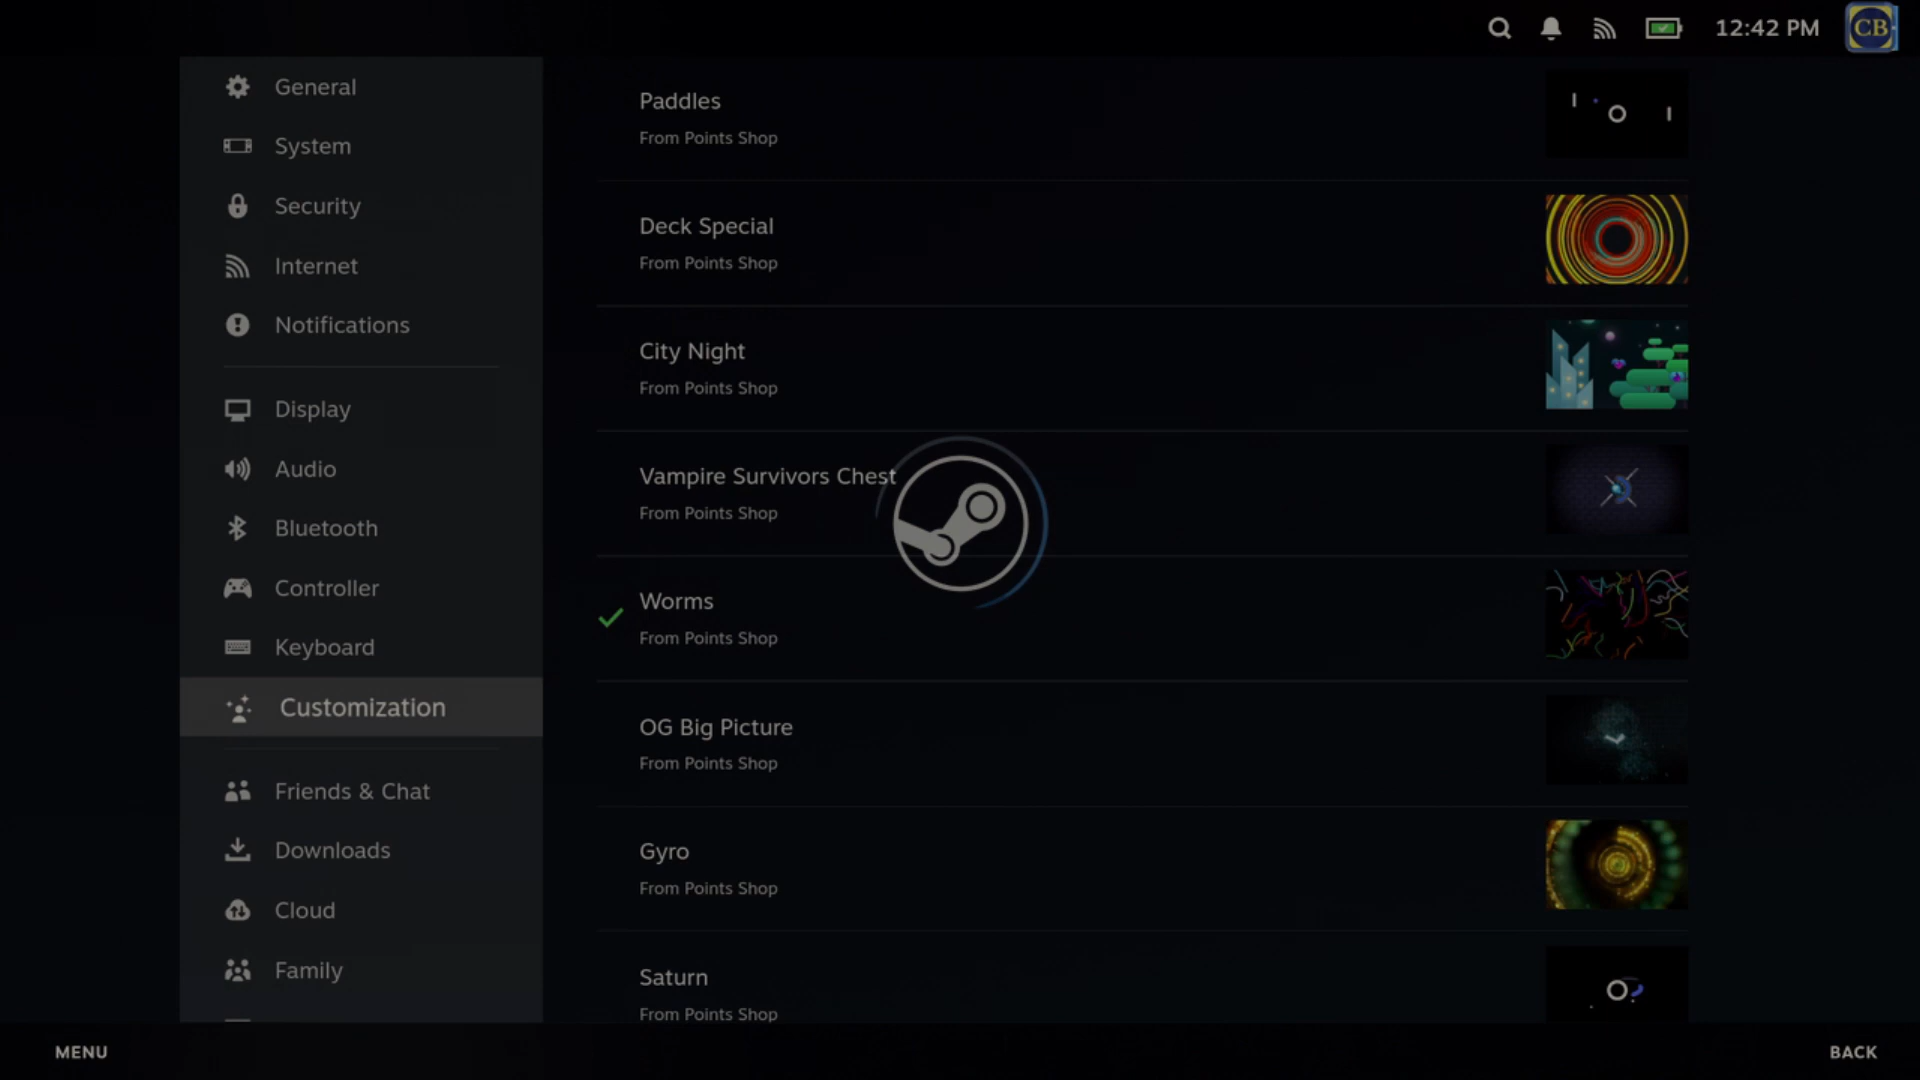 12:42 PM
CB
General
System
Security
Internet
Notifications
Display
Audio
Bluetooth
Controller
Keyboard
Customization
Friends & Chat
Downloads
Cloud
Family
Paddles
From Points Shop
Deck Special
From Points Shop
City Night
From Points Shop
Vampire Survivors Chest
From Points Shop
Worms
From Points Shop
OG Big Picture
From Points Shop
Gyro
From Points Shop
Saturn
From Points Shop
MENU
BACK